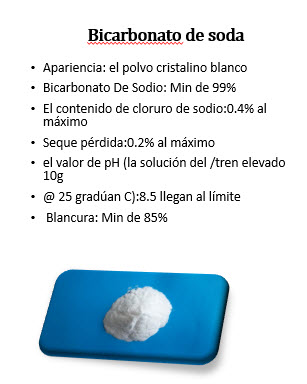 Bicarbonato de soda
• Apariencia: el polvo cristalino blanco
• Bicarbonato De Sodio: Min de 99%
• El contenido de cloruro de sodio:0.4% al
máximo
• Seque pérdida:0.2% al máximo
• el valor de pH (la solución del /tren elevado
10g
• @ 25 gradúan C):8.5 llegan al límite
• Blancura: Min de 85%